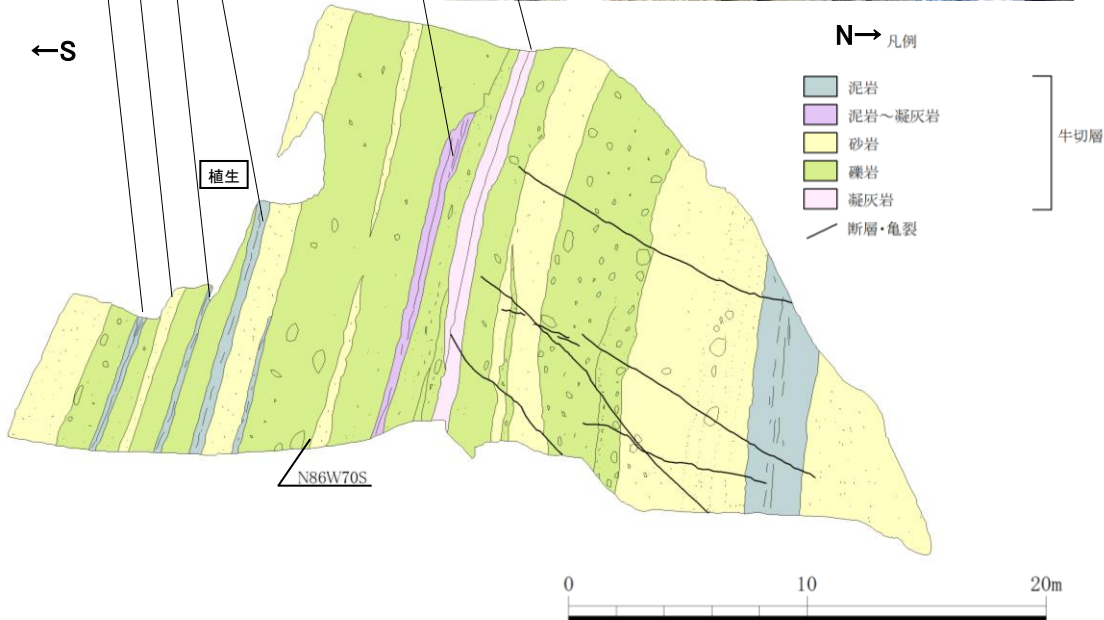 ←S
N→
凡例
泥岩
泥岩～凝灰岩
砂岩
礫岩
凝灰岩
断層・亀裂
牛切層
植生
N86W70S
0 10 20m